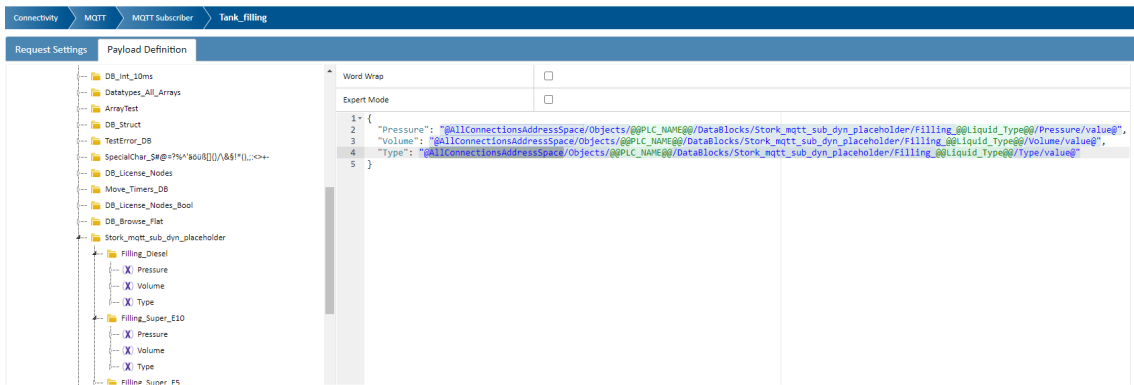 Connectivity MQTT MQTT Subscriber Tank_filling
Request Settings Payload Definition
DB_Int_10ms
Datatypes_All_Arrays
ArrayTest
DB_Struct
TestError_DB
SpecialChar_$#@=?%*'äöüß[]{}/\&§!*(),;:<>+-
DB_License_Nodes
Move_Timers_DB
DB_License_Nodes_Bool
DB_Browse_Flat
Stork_mqtt_sub_dyn_placeholder
Filling_Diesel
(X) Pressure
(X) Volume
(X) Type
Filling_Super_E10
(X) Pressure
(X) Volume
(X) Type
Filling_Super_E5
Word Wrap
Expert Mode
1 {
2 "Pressure": "@AllConnectionsAddressSpace/Objects/@@PLC_NAME@@/DataBlocks/Stork_mqtt_sub_dyn_placeholder/Filling_@@Liquid_Type@@/Pressure/value@",
3 "Volume": "@AllConnectionsAddressSpace/Objects/@@PLC_NAME@@/DataBlocks/Stork_mqtt_sub_dyn_placeholder/Filling_@@Liquid_Type@@/Volume/value@",
4 "Type": "@AllConnectionsAddressSpace/Objects/@@PLC_NAME@@/DataBlocks/Stork_mqtt_sub_dyn_placeholder/Filling_@@Liquid_Type@@/Type/value@"
5 }